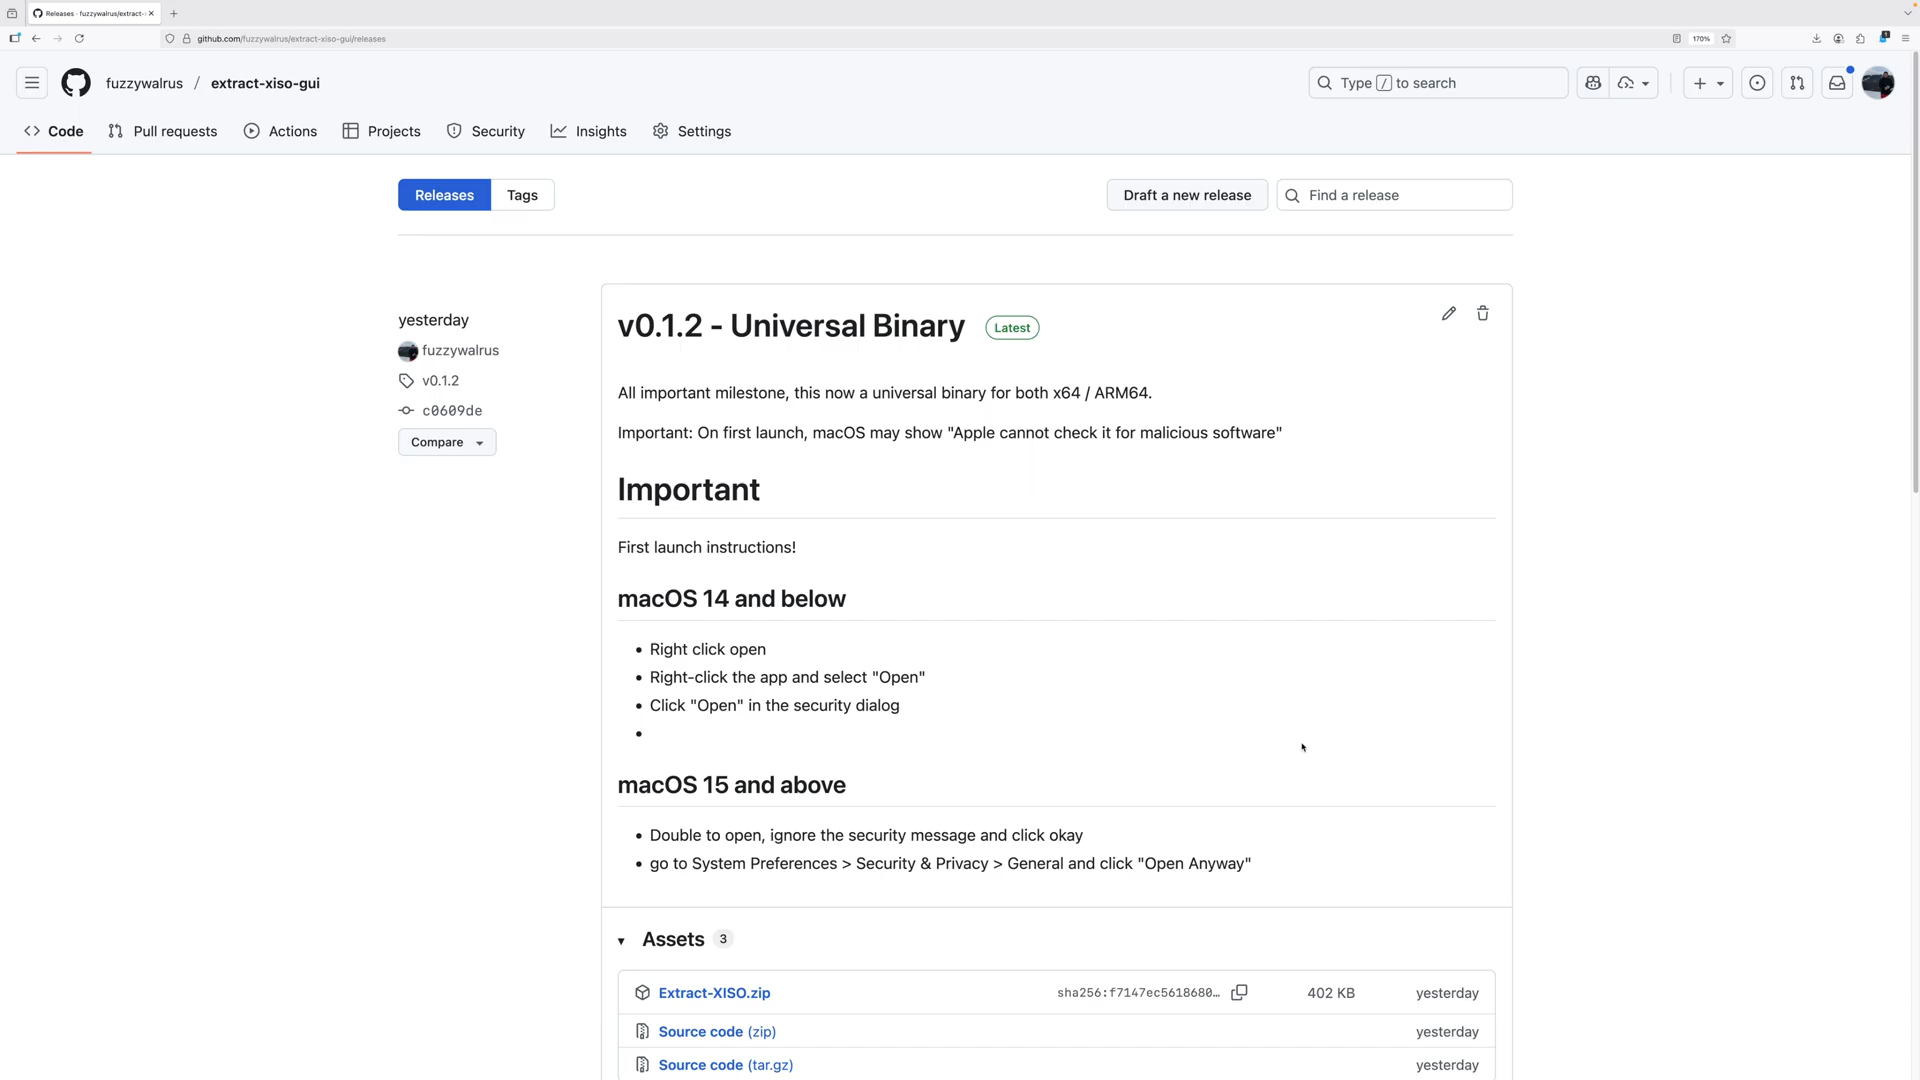 Releases · fuzzywalrus/extract-
github.com/fuzzywalrus/extract-xiso-gui/releases
170%
fuzzywalrus / extract-xiso-gui
Type / to search
Code
Pull requests
Actions
Projects
Security
Insights
Settings
Releases
Tags
Draft a new release
Find a release
yesterday
fuzzywalrus
v0.1.2
c0609de
Compare
v0.1.2 - Universal Binary
Latest
All important milestone, this now a universal binary for both x64 / ARM64.
Important: On first launch, macOS may show "Apple cannot check it for malicious software"
Important
First launch instructions!
macOS 14 and below
• Right click open
• Right-click the app and select "Open"
• Click "Open" in the security dialog
•
macOS 15 and above
• Double to open, ignore the security message and click okay
• go to System Preferences > Security & Privacy > General and click "Open Anyway"
Assets 3
Extract-XISO.zip
sha256:f7147ec5618680…
402 KB
yesterday
Source code (zip)
yesterday
Source code (tar.gz)
yesterday